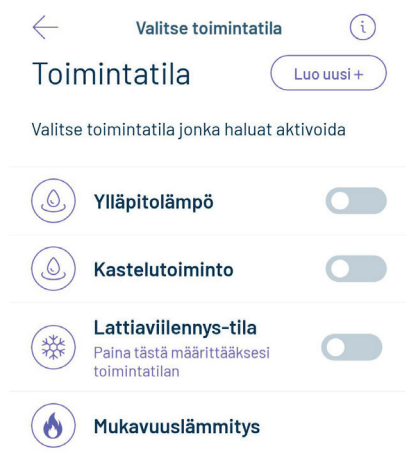 Valitse toimintatila
Toimintatila
Luo uusi +
Valitse toimintatila jonka haluat aktivoida
Ylläpitolämpö
Kastelutoiminto
Lattiaviilennys-tila
Paina tästä määrittääksesi
toimintatilan
Mukavuuslämmitys